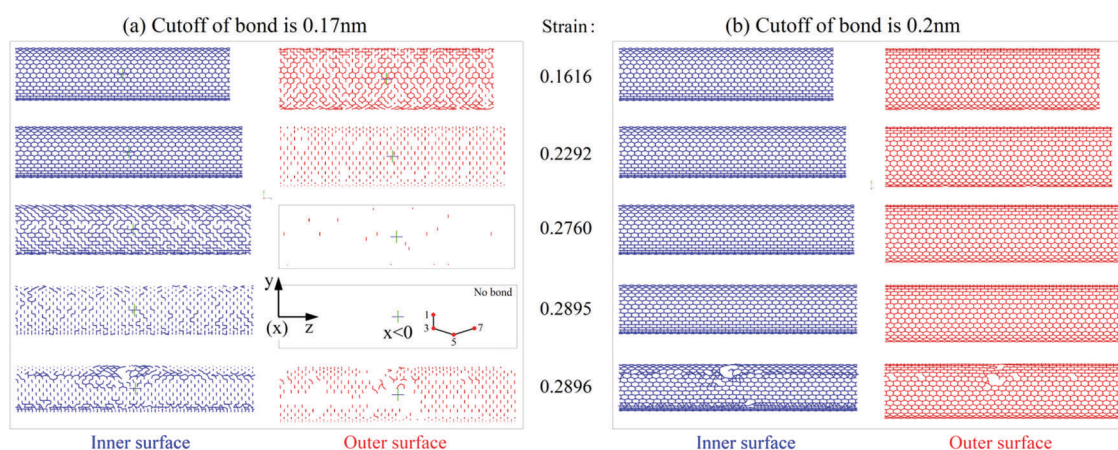 (a) Cutoff of bond is 0.17nm
Strain:
(b) Cutoff of bond is 0.2nm
0.1616
0.2292
0.2760
0.2895
0.2896
y
(x)
z
No bond
x<0
1
3
5
7
Inner surface
Outer surface
Inner surface
Outer surface